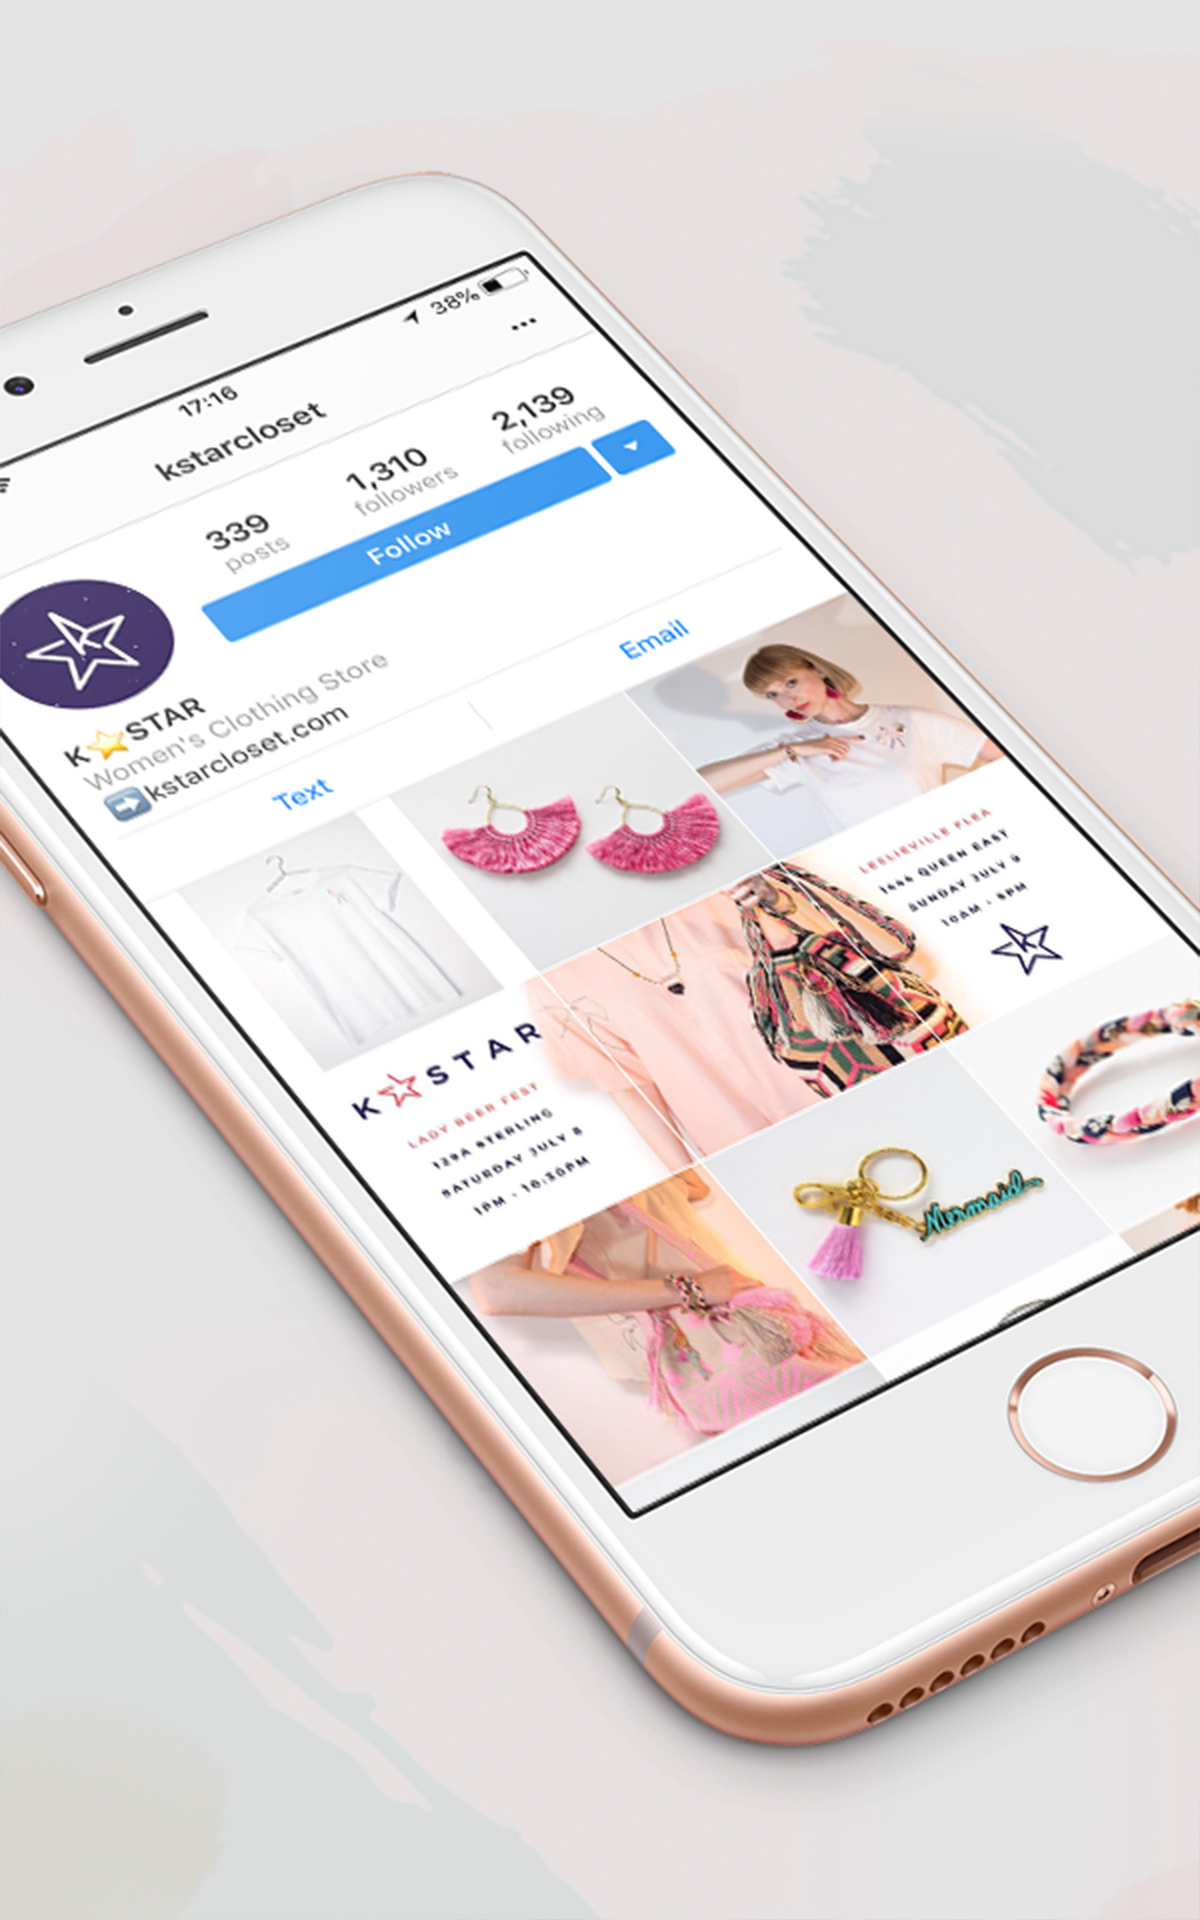 38%
17:16
kstarcloset
339
posts
1,310
followers
2,139
following
Follow
K
K⭐STAR
Women's Clothing Store
➡kstarcloset.com
Text
Email
LESLIEVILLE FLEA
1444 QUEEN EAST
SUNDAY JULY 9
10AM - 5PM
K
K☆STAR
LADY BEER FEST
129A STERLING
SATURDAY JULY 8
1PM - 10:30PM
Mermaid